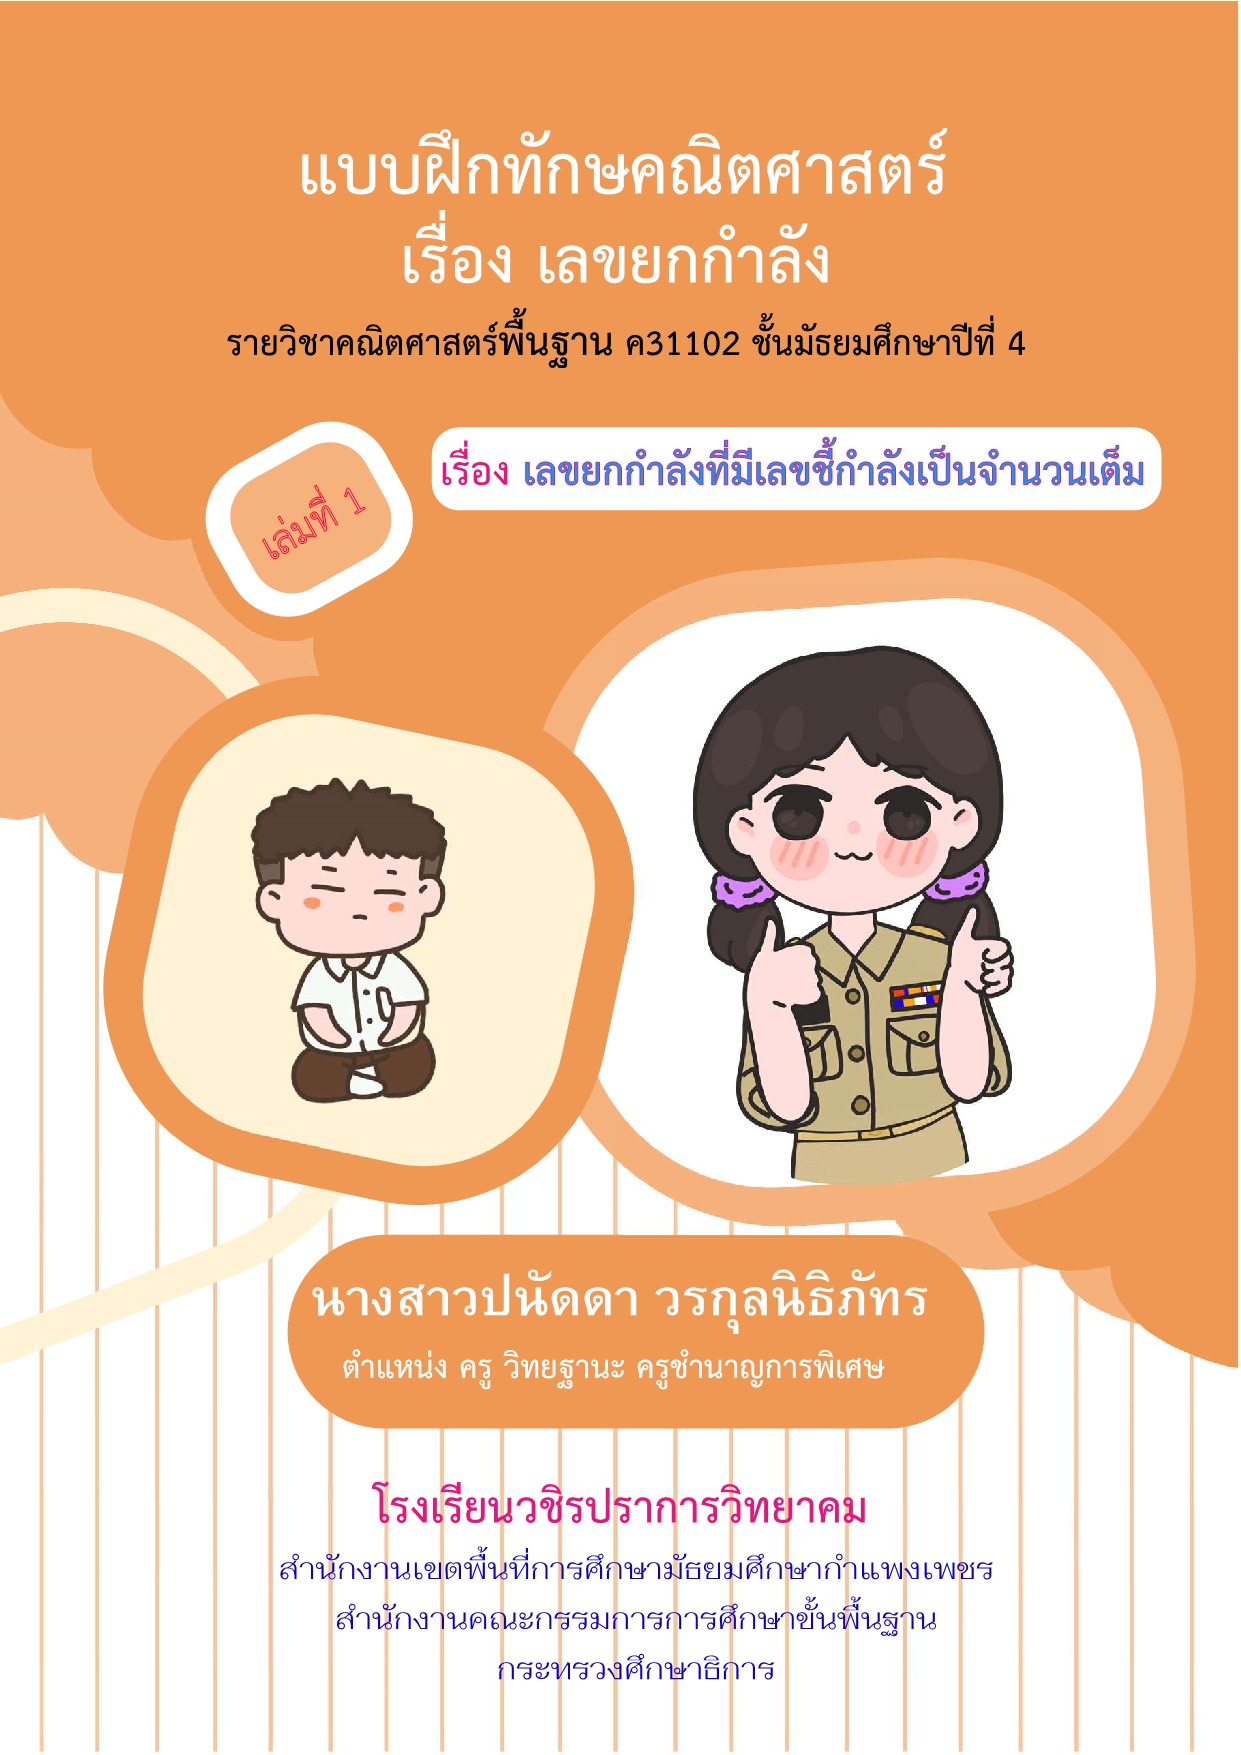 แบบฝึกทักษคณิตศาสตร์
เรื่อง เลขยกกำลัง
รายวิชาคณิตศาสตร์พื้นฐาน ค31102 ชั้นมัธยมศึกษาปีที่ 4
เล่มที่ 1
เรื่อง เลขยกกำลังที่มีเลขชี้กำลังเป็นจำนวนเต็ม
นางสาวปนัดดา วรกุลนิธิภัทร
ตำแหน่ง ครู วิทยฐานะ ครูชำนาญการพิเศษ
โรงเรียนวชิรปราการวิทยาคม
สำนักงานเขตพื้นที่การศึกษามัธยมศึกษากำแพงเพชร
สำนักงานคณะกรรมการการศึกษาขั้นพื้นฐาน
กระทรวงศึกษาธิการ